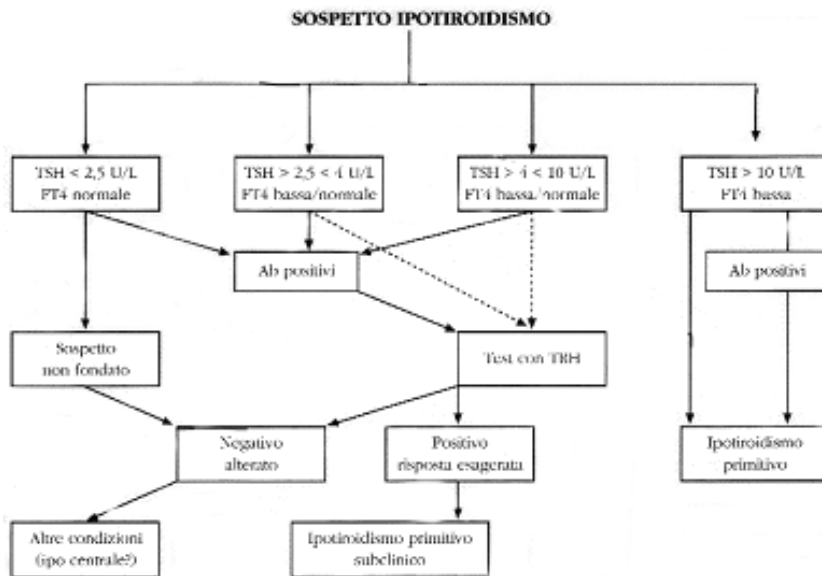 SOSPETTO IPOTIROIDISMO
TSH < 2,5 U/L
FT4 normale
TSH > 2,5 < 4 U/L
FT4 bassa/normale
TSH > 4 < 10 U/L
FT4 bassa/normale
TSH > 10 U/L
FT4 bassa
Ab positivi
Ab positivi
Sospetto
non fondato
Test con TRH
Negativo
alterato
Positivo
risposta esagerata
Ipotiroidismo
primitivo
Altre condizioni
(ipo centrale?)
Ipotiroidismo primitivo
subclinico